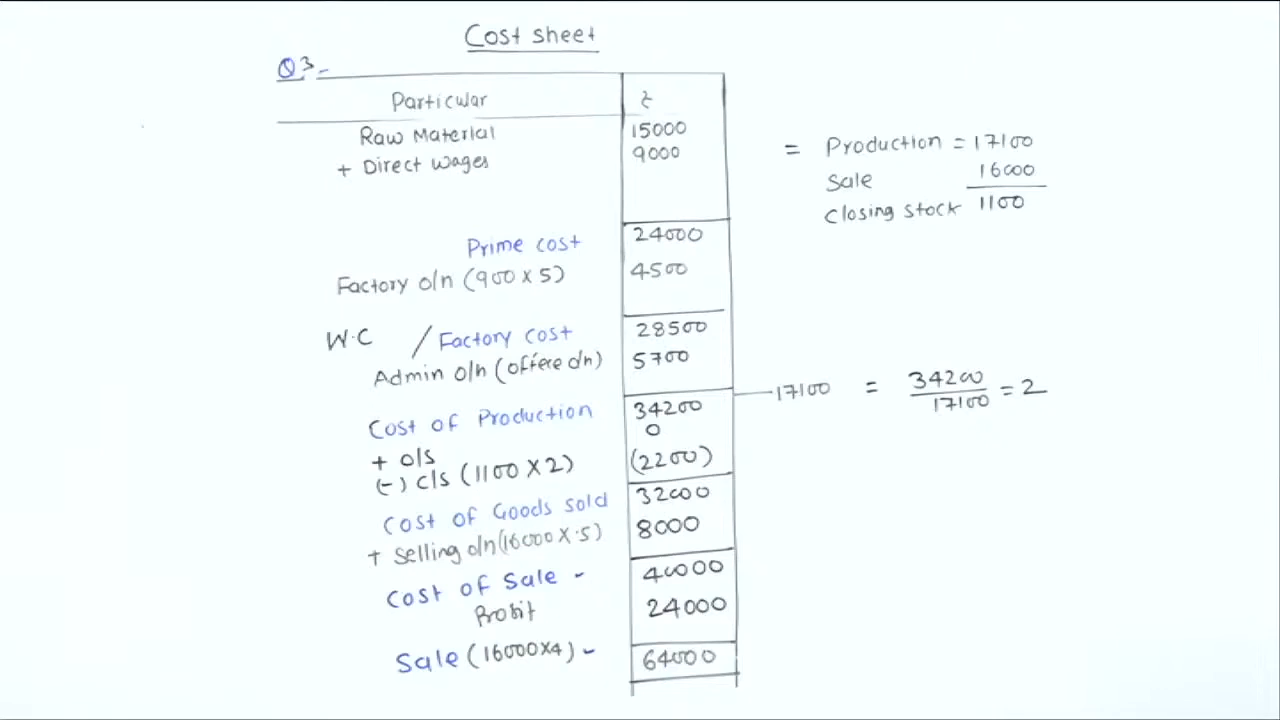 Cost sheet
Q3-
Particular ₹
Raw Material 15000
+ Direct wages 9000
Prime cost 24000
Factory o/n (900 x 5) 4500
W.C / Factory cost 28500
Admin o/n (offere o/n) 5700
Cost of Production 34200
+ o/s 0
(-) c/s (1100 x 2) (2200)
Cost of Goods sold 32000
+ Selling o/n (16000 x .5) 8000
Cost of Sale - 40000
Profit 24000
Sale (16000x4) - 64000
= Production = 17100
Sale 16000
Closing stock 1100
17100 = 34200
17100 = 2